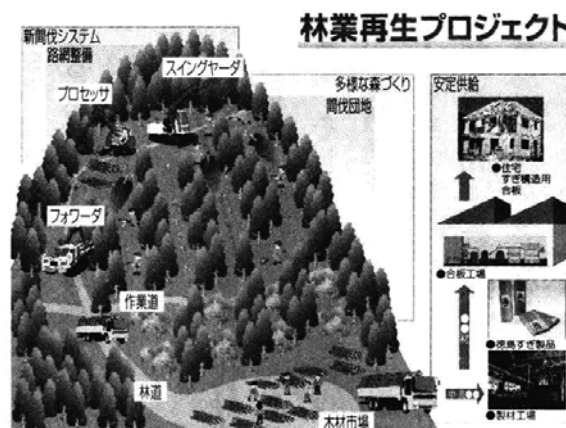 林業再生プロジェクト
新間伐システム
路網整備
スイングヤーダ
プロセッサ
多様な森づくり
間伐団地
安定供給
●住宅
すぎ構造用
合板
フォワーダ
●合板工場
作業道
●徳島すぎ製品
林道
木材市場
●製材工場